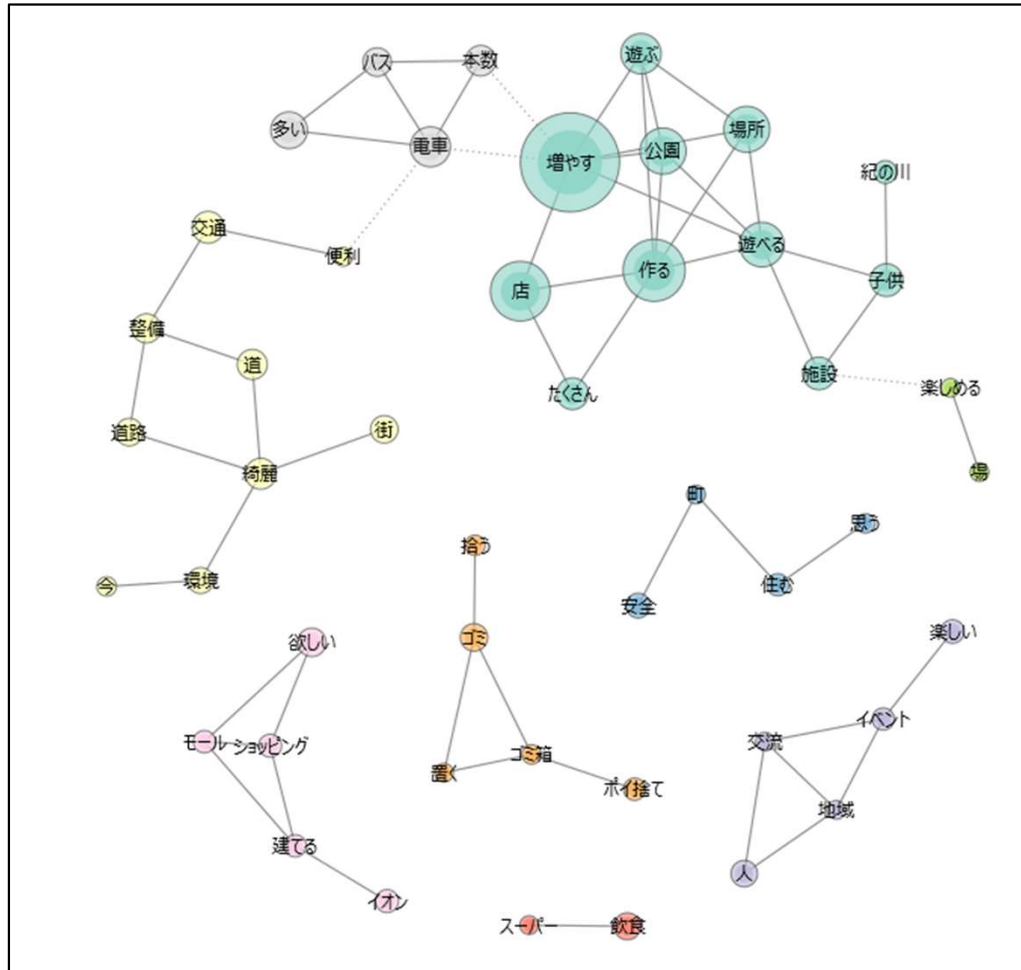 遊ぶ
バス
本数
多い
電車
増やす
公園
場所
紀の川
交通
便利
店
作る
遊べる
子供
整備
道
たくさん
施設
楽しめる
道路
街
綺麗
場
町
思う
拾う
今
環境
安全
住む
欲しい
ゴミ
楽しい
モール
ショッピング
イベント
交流
置く
ゴミ箱
ポイ捨て
地域
建てる
人
イオン
スーパー
飲食